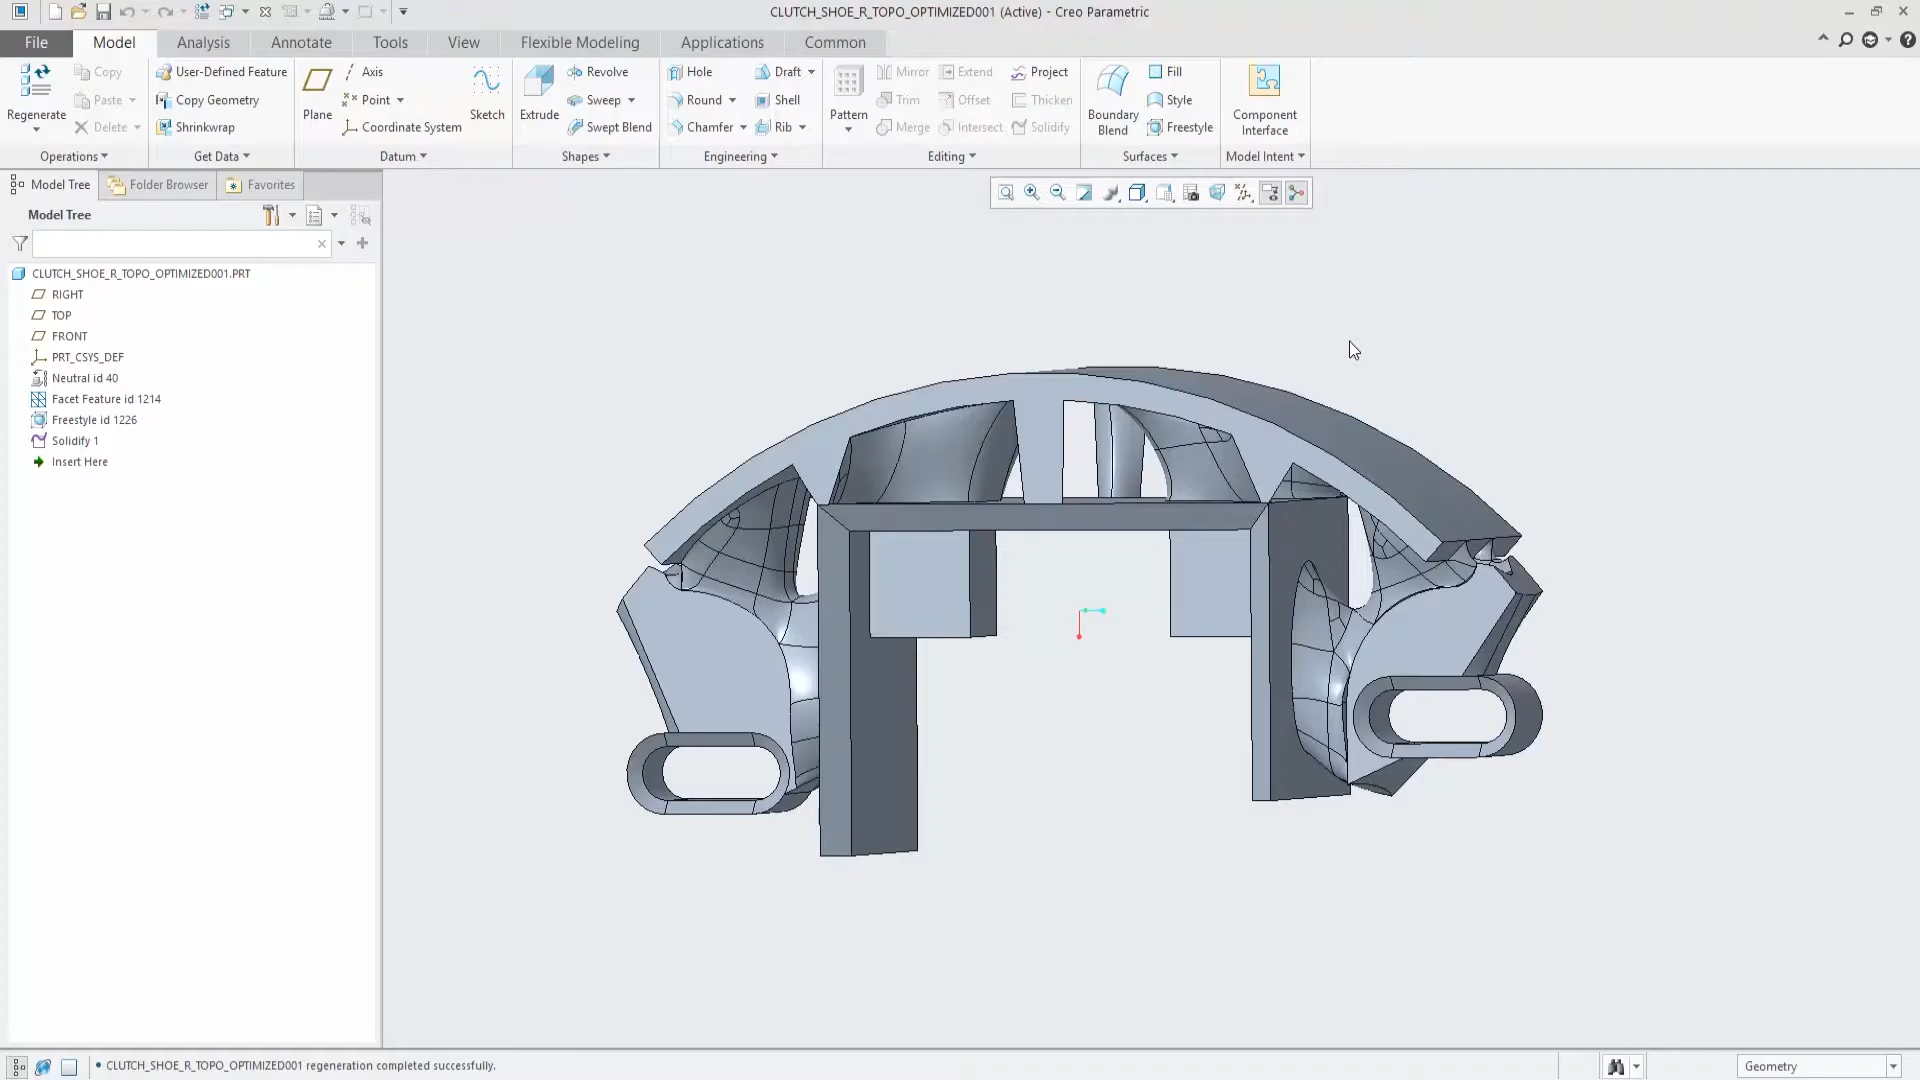 CLUTCH_SHOE_R_TOPO_OPTIMIZED001 (Active) - Creo Parametric
File Model Analysis Annotate Tools View Flexible Modeling Applications Common
Regenerate
Copy
Paste
Delete
Operations
User-Defined Feature
Copy Geometry
Shrinkwrap
Get Data
Plane
Axis
Point
Coordinate System
Sketch
Datum
Extrude
Revolve
Sweep
Swept Blend
Shapes
Hole
Round
Chamfer
Draft
Shell
Rib
Engineering
Pattern
Mirror
Trim
Merge
Extend
Offset
Intersect
Project
Thicken
Solidify
Editing
Boundary
Blend
Fill
Style
Freestyle
Surfaces
Component
Interface
Model Intent
Model Tree Folder Browser Favorites
Model Tree
CLUTCH_SHOE_R_TOPO_OPTIMIZED001.PRT
RIGHT
TOP
FRONT
PRT_CSYS_DEF
Neutral id 40
Facet Feature id 1214
Freestyle id 1226
Solidify 1
Insert Here
• CLUTCH_SHOE_R_TOPO_OPTIMIZED001 regeneration completed successfully.
Geometry